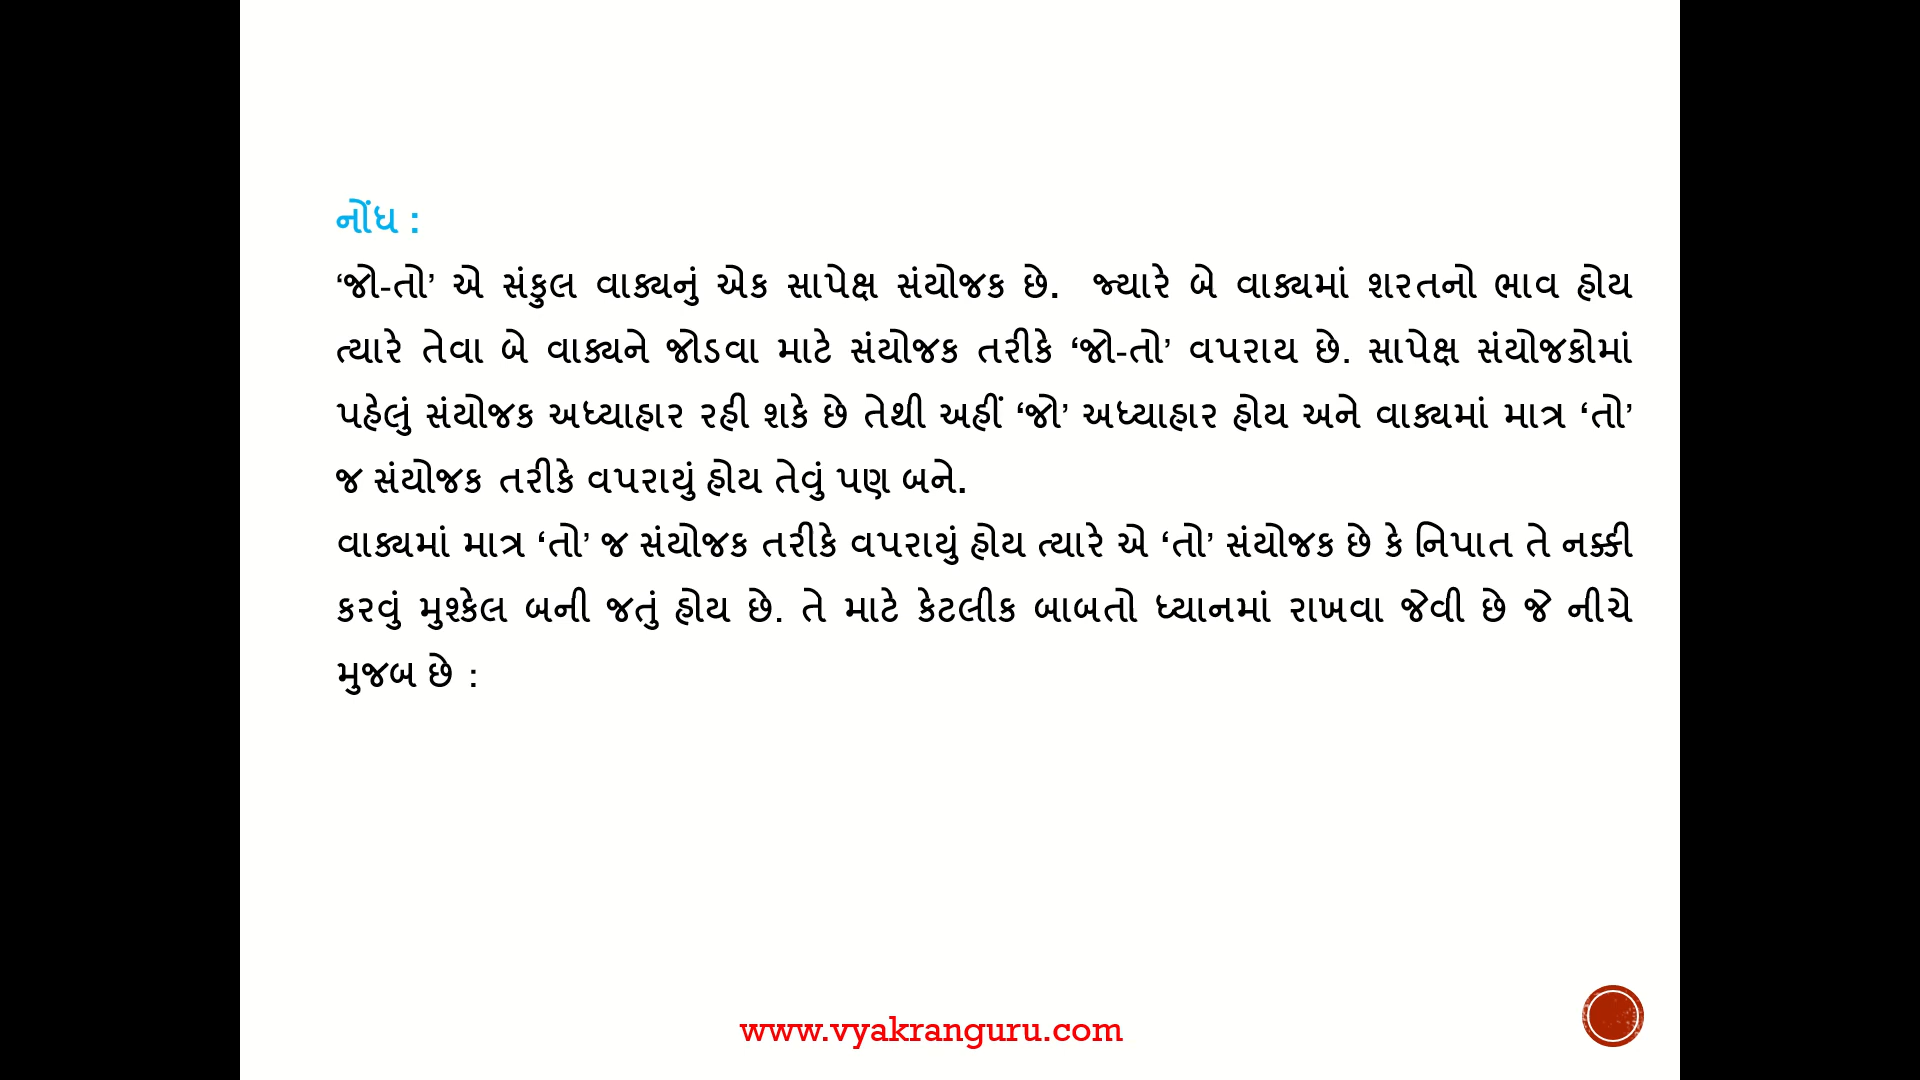 નોંધ :
‘જો-તો’ એ સંકુલ વાક્યનું એક સાપેક્ષ સંયોજક છે. જ્યારે બે વાક્યમાં શરતનો ભાવ હોય
ત્યારે તેવા બે વાક્યને જોડવા માટે સંયોજક તરીકે ‘જો-તો’ વપરાય છે. સાપેક્ષ સંયોજકોમાં
પહેલું સંયોજક અધ્યાહાર રહી શકે છે તેથી અહીં ‘જો’ અધ્યાહાર હોય અને વાક્યમાં માત્ર ‘તો’
જ સંયોજક તરીકે વપરાયું હોય તેવું પણ બને.
વાક્યમાં માત્ર ‘તો’ જ સંયોજક તરીકે વપરાયું હોય ત્યારે એ ‘તો’ સંયોજક છે કે નિપાત તે નક્કી
કરવું મુશ્કેલ બની જતું હોય છે. તે માટે કેટલીક બાબતો ધ્યાનમાં રાખવા જેવી છે જે નીચે
મુજબ છે :
www.vyakranguru.com